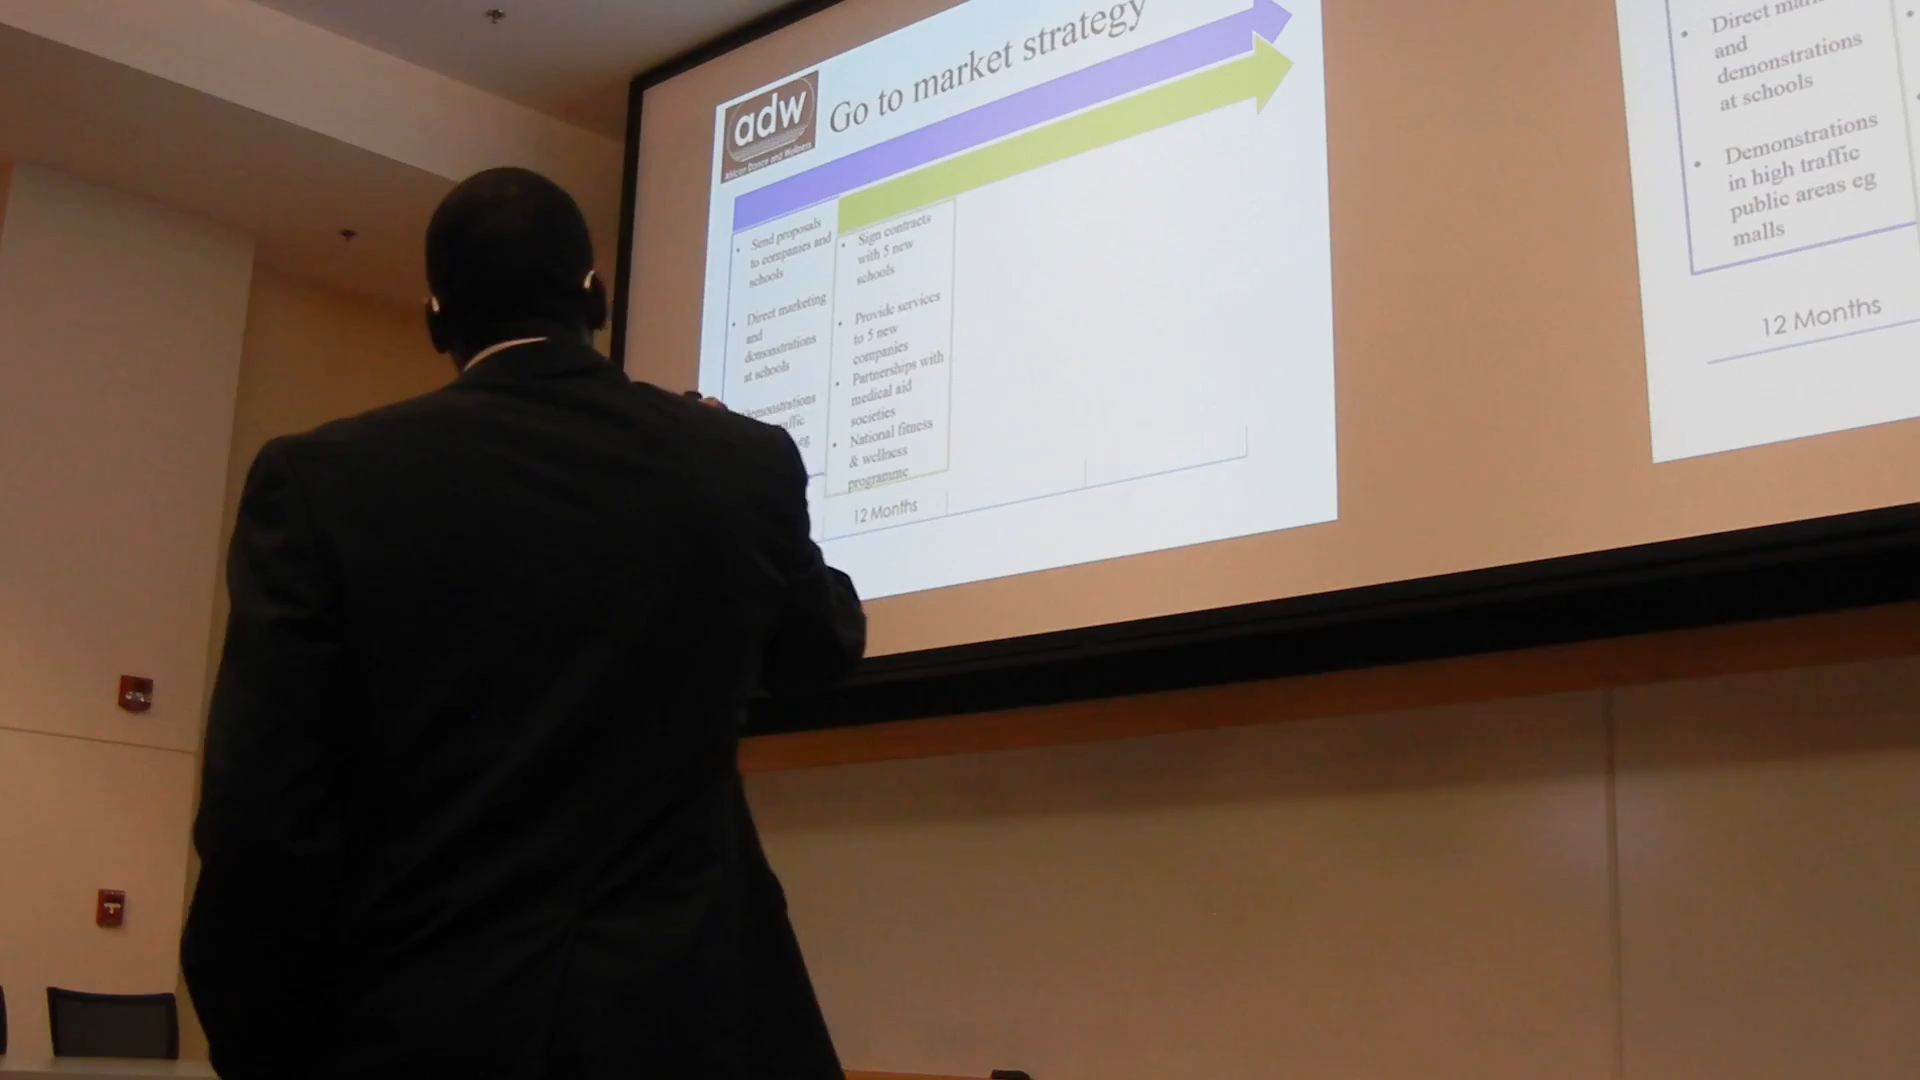 adw
African Dance and Wellness
Go to market strategy
• Send proposals
to companies and
schools
• Direct marketing
and
demonstrations
at schools
• Sign contracts
with 5 new
schools
• Provide services
to 5 new
companies
• Partnerships with
medical aid
societies
• National fitness
& wellness
programme
12 Months
• Direct
and
demonstrations
at schools
• Demonstrations
in high traffic
public areas eg
malls
12 Months